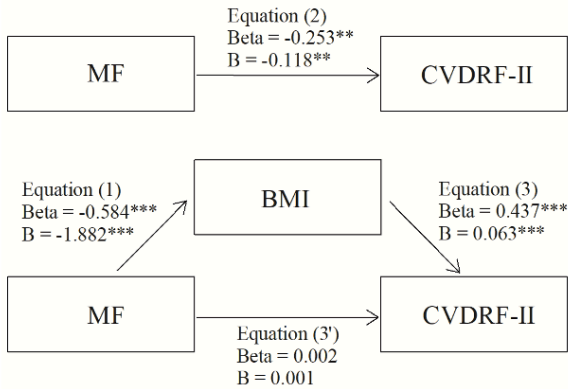 Equation (2)
Beta = -0.253**
B = -0.118**
MF
CVDRF-II
Equation (1)
Beta = -0.584***
B = -1.882***
BMI
Equation (3)
Beta = 0.437***
B = 0.063***
MF
CVDRF-II
Equation (3')
Beta = 0.002
B = 0.001